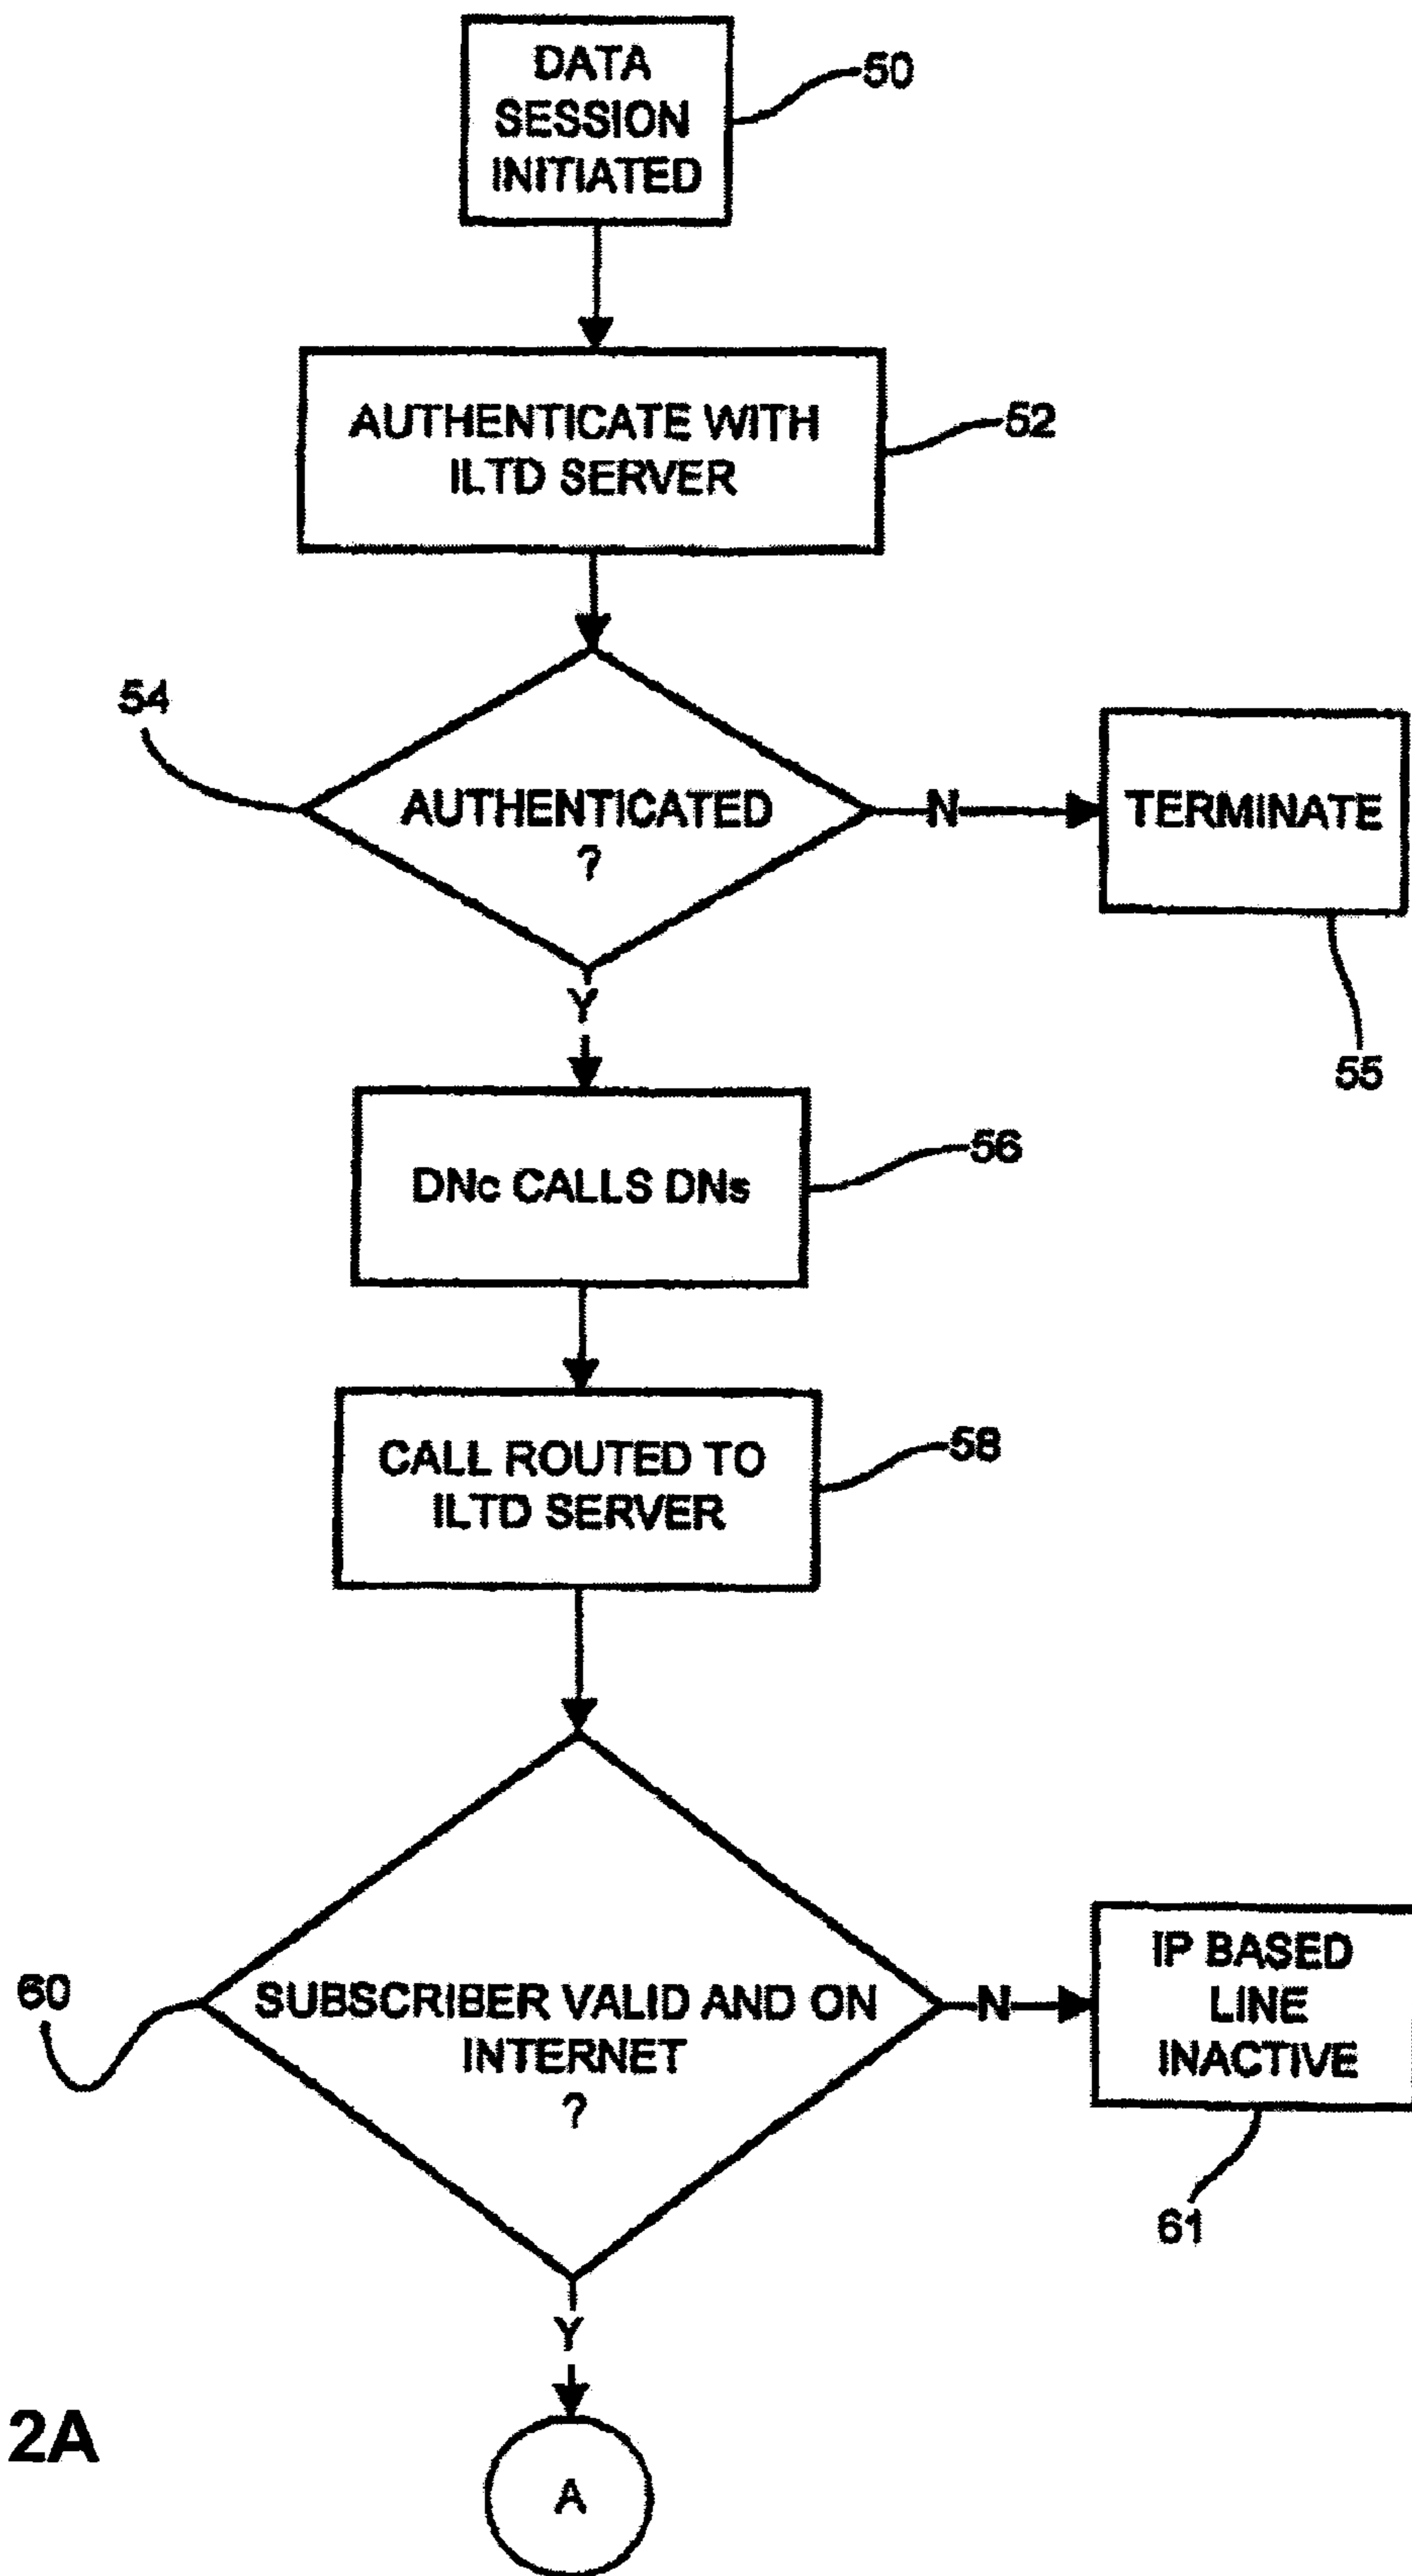 DATA
SESSION
INITIATED
50
AUTHENTICATE WITH
ILTD SERVER
52
54
AUTHENTICATED
?
N
TERMINATE
55
Y
DNc CALLS DNs
56
CALL ROUTED TO
ILTD SERVER
58
60
SUBSCRIBER VALID AND ON
INTERNET
?
N
IP BASED
LINE
INACTIVE
61
Y
A
2A